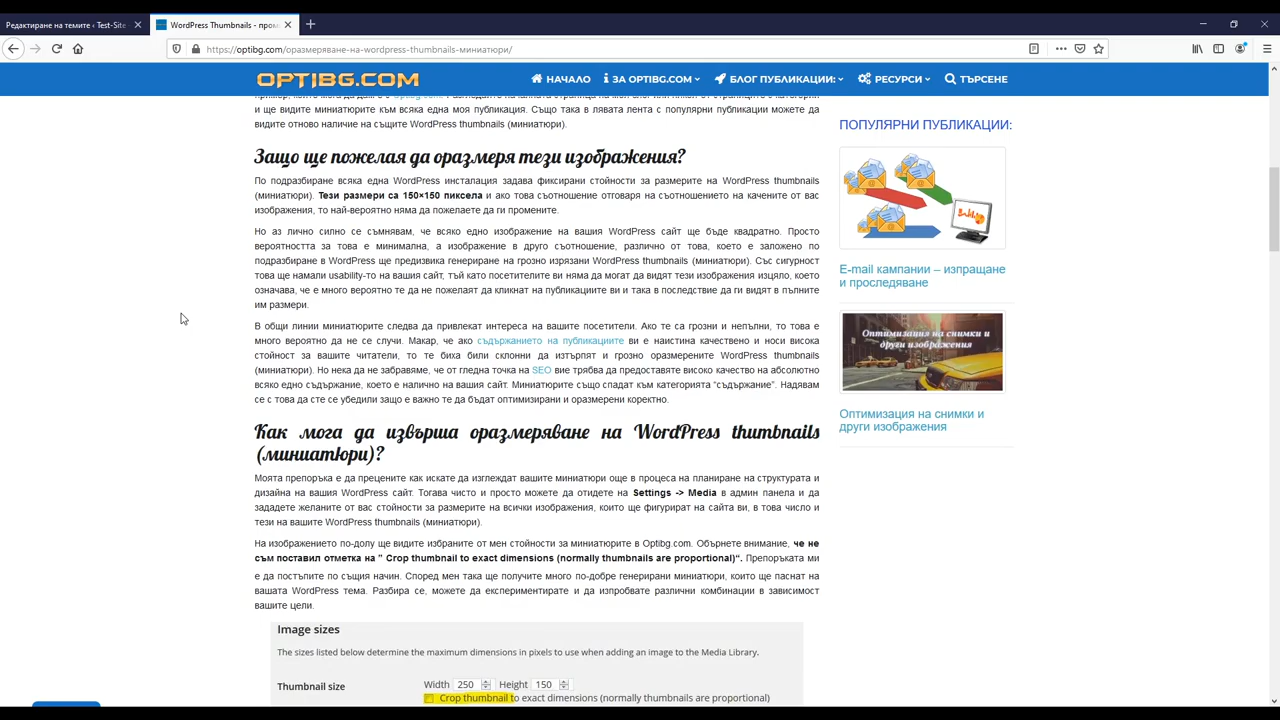 Редактиране на темите ‹ Test-Site
WordPress Thumbnails - пром
https://optibg.com/оразмеряване-на-wordpress-thumbnails-миниатюри/
OPTIBG.COM
НАЧАЛО
ЗА OPTIBG.COM
БЛОГ ПУБЛИКАЦИИ:
РЕСУРСИ
ТЪРСЕНЕ
и ще видите миниатюрите към всяка една моя публикация. Също така в лявата лента с популярни публикации можете да
видите отново наличие на същите WordPress thumbnails (миниатюри).
Защо ще пожелая да оразмеря тези изображения?
По подразбиране всяка една WordPress инсталация задава фиксирани стойности за размерите на WordPress thumbnails
(миниатюри). Тези размери са 150×150 пиксела и ако това съотношение отговаря на съотношението на качените от вас
изображения, то най-вероятно няма да пожелаете да ги промените.
Но аз лично силно се съмнявам, че всяко едно изображение на вашия WordPress сайт ще бъде квадратно. Просто
вероятността за това е минимална, а изображение в друго съотношение, различно от това, което е заложено по
подразбиране в WordPress ще предизвика генериране на грозно изрязани WordPress thumbnails (миниатюри). Със сигурност
това ще намали usability-то на вашия сайт, тъй като посетителите ви няма да могат да видят тези изображения изцяло, което
означава, че е много вероятно те да не пожелаят да кликнат на публикациите ви и така в последствие да ги видят в пълните
им размери.
В общи линии миниатюрите следва да привлекат интереса на вашите посетители. Ако те са грозни и непълни, то това е
много вероятно да не се случи. Макар, че ако съдържанието на публикациите ви е наистина качествено и носи висока
стойност за вашите читатели, то те биха били склонни да изтърпят и грозно оразмерените WordPress thumbnails
(миниатюри). Но нека да не забравяме, че от гледна точка на SEO вие трябва да предоставяте високо качество на абсолютно
всяко едно съдържание, което е налично на вашия сайт. Миниатюрите също спадат към категорията “съдържание”. Надявам
се с това да сте се убедили защо е важно те да бъдат оптимизирани и оразмерени коректно.
Как мога да извърша оразмеряване на WordPress thumbnails
(миниатюри)?
Моята препоръка е да прецените как искате да изглеждат вашите миниатюри още в процеса на планиране на структурата и
дизайна на вашия WordPress сайт. Тогава чисто и просто можете да отидете на Settings -> Media в админ панела и да
зададете желаните от вас стойности за размерите на всички изображения, които ще фигурират на сайта ви, в това число и
тези на вашите WordPress thumbnails (миниатюри).
На изображението по-долу ще видите избраните от мен стойности за миниатюрите в Optibg.com. Обърнете внимание, че не
съм поставил отметка на ” Crop thumbnail to exact dimensions (normally thumbnails are proportional)“. Препоръката ми
е да постъпите по същия начин. Според мен така ще получите много по-добре генерирани миниатюри, които ще паснат на
вашата WordPress тема. Разбира се, можете да експериментирате и да изпробвате различни комбинации в зависимост
вашите цели.
Image sizes
The sizes listed below determine the maximum dimensions in pixels to use when adding an image to the Media Library.
Thumbnail size
Width 250 Height 150
Crop thumbnail to exact dimensions (normally thumbnails are proportional)
ПОПУЛЯРНИ ПУБЛИКАЦИИ:
E-mail кампании – изпращане
и проследяване
Оптимизация на снимки и
други изображения
Оптимизация на снимки и
други изображения